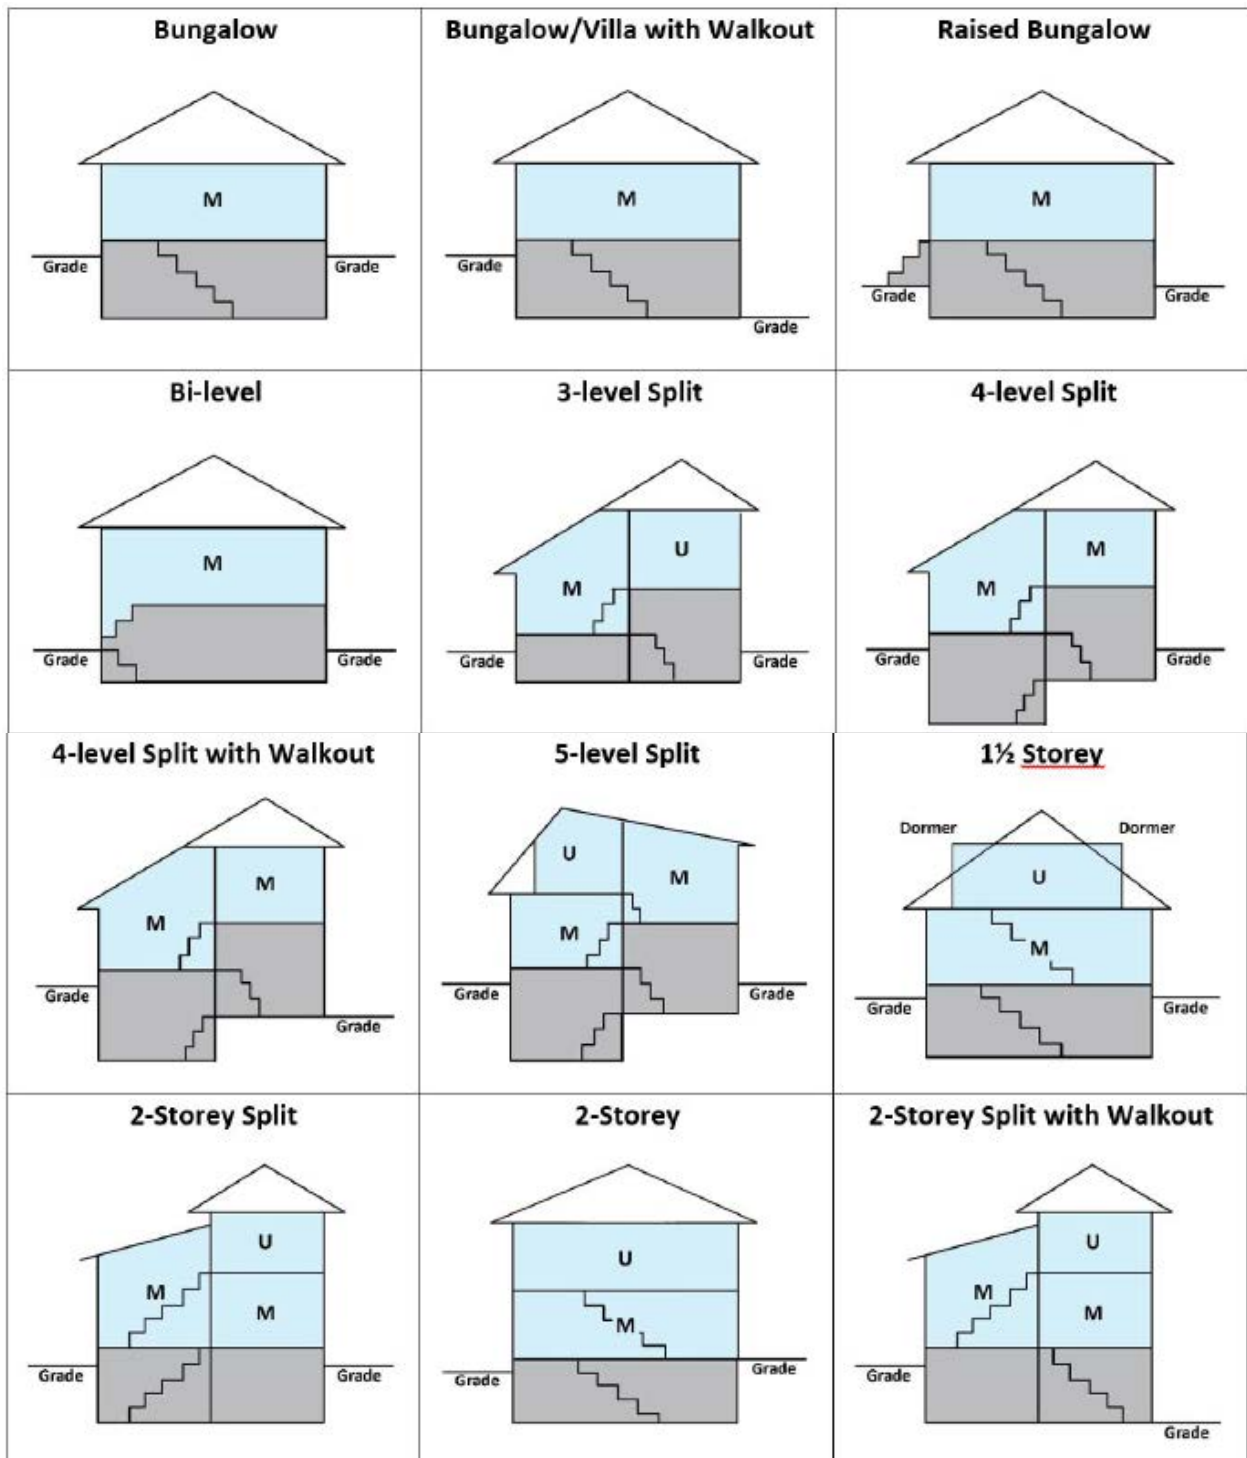 Bungalow
M
Grade
Grade
Bungalow/Villa with Walkout
M
Grade
Grade
Raised Bungalow
M
Grade
Grade
Bi-level
M
Grade
Grade
3-level Split
U
M
Grade
Grade
4-level Split
M
M
Grade
Grade
4-level Split with Walkout
M
M
Grade
Grade
5-level Split
U
M
M
Grade
Grade
1½ Storey
Dormer
Dormer
U
M
Grade
Grade
2-Storey Split
U
M
M
Grade
Grade
2-Storey
U
M
Grade
Grade
2-Storey Split with Walkout
U
M
M
Grade
Grade